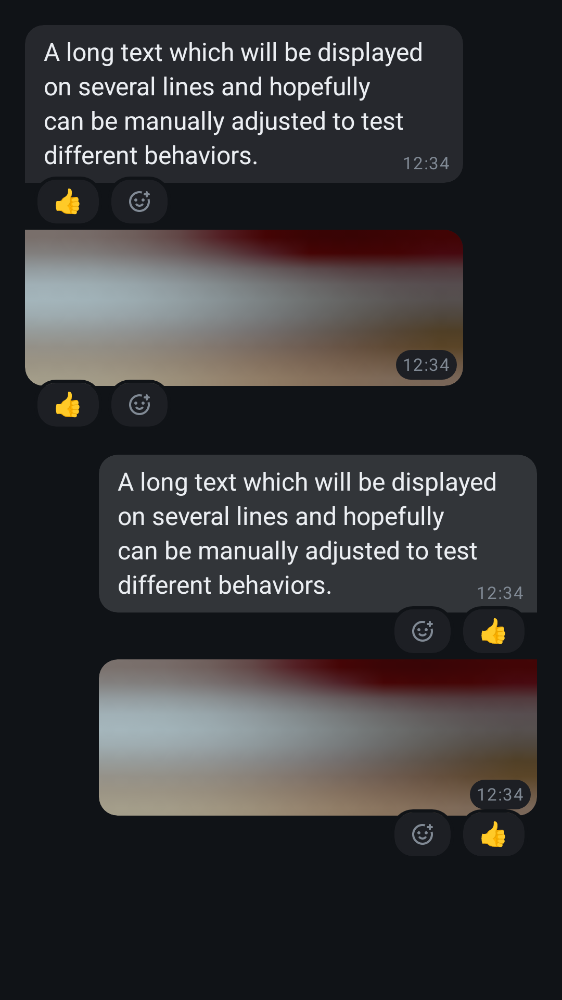 A long text which will be displayed
on several lines and hopefully
can be manually adjusted to test
different behaviors.
12:34
12:34
A long text which will be displayed
on several lines and hopefully
can be manually adjusted to test
different behaviors.
12:34
12:34